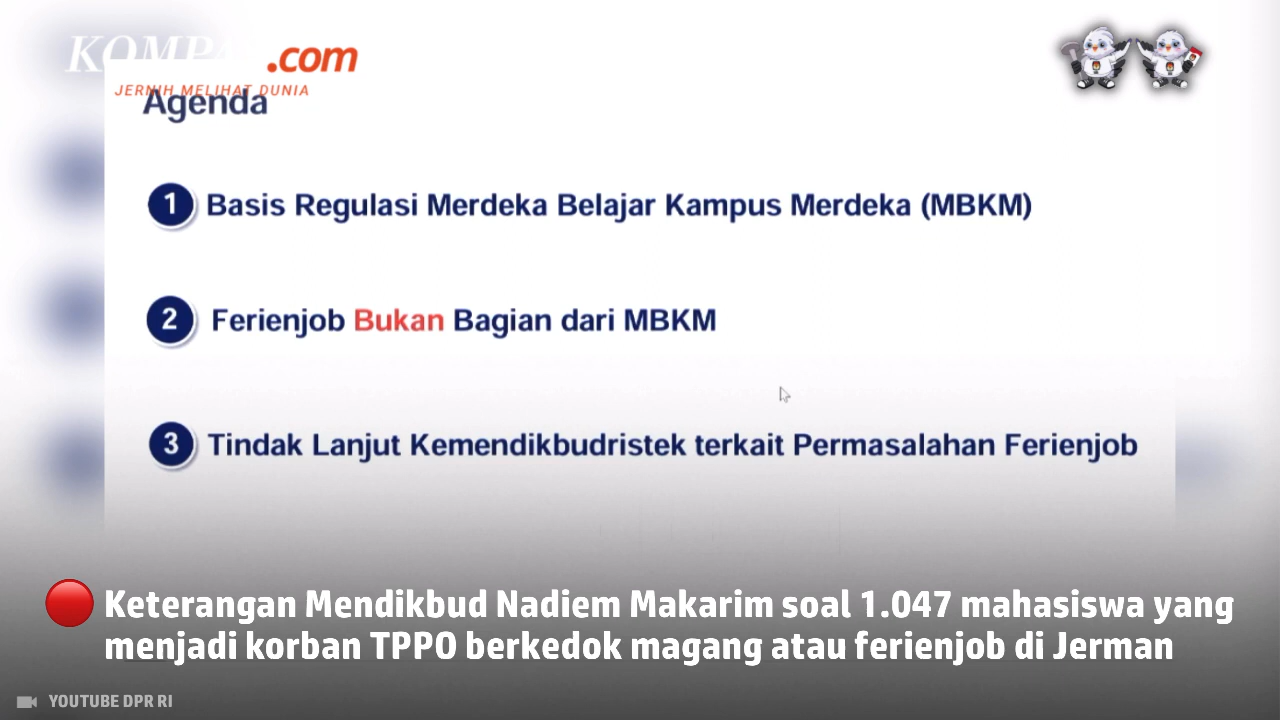 KOMPAS.com
JERNIH MELIHAT DUNIA
Agenda
1 Basis Regulasi Merdeka Belajar Kampus Merdeka (MBKM)
2 Ferienjob Bukan Bagian dari MBKM
3 Tindak Lanjut Kemendikbudristek terkait Permasalahan Ferienjob
Keterangan Mendikbud Nadiem Makarim soal 1.047 mahasiswa yang
menjadi korban TPPO berkedok magang atau ferienjob di Jerman
YOUTUBE DPR RI